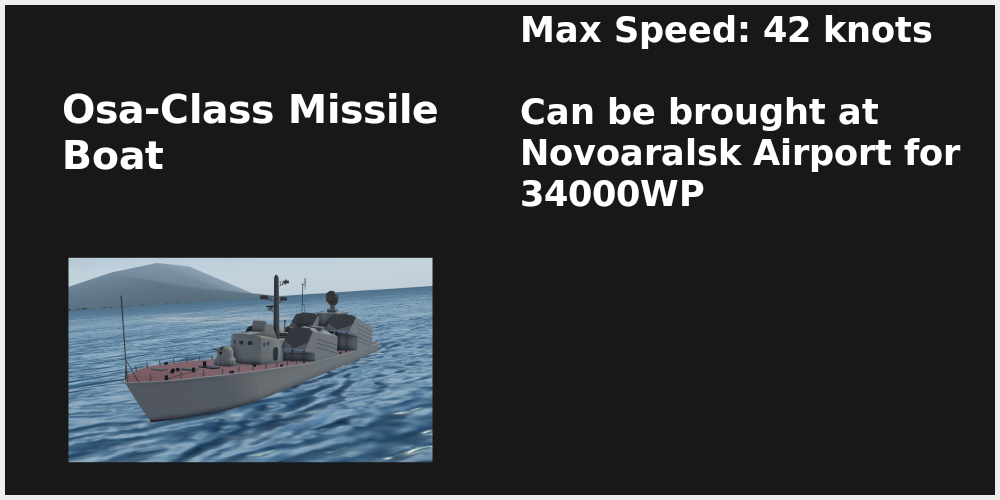 Osa-Class Missile
Boat
Max Speed: 42 knots
Can be brought at
Novoaralsk Airport for
34000WP